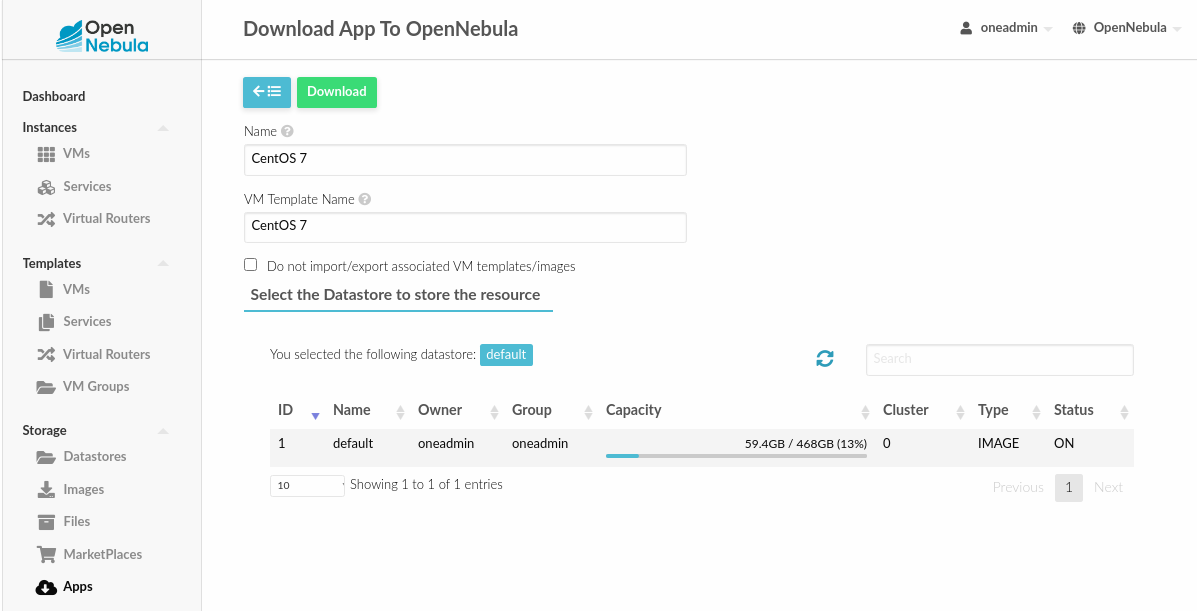 Open
Nebula
Download App To OpenNebula
oneadmin
OpenNebula
Dashboard
Instances
VMs
Services
Virtual Routers
Templates
VMs
Services
Virtual Routers
VM Groups
Storage
Datastores
Images
Files
MarketPlaces
Apps
Download
Name
CentOS 7
VM Template Name
CentOS 7
Do not import/export associated VM templates/images
Select the Datastore to store the resource
You selected the following datastore: default
Search
ID Name Owner Group Capacity Cluster Type Status
1 default oneadmin oneadmin 59.4GB / 468GB (13%) 0 IMAGE ON
10 Showing 1 to 1 of 1 entries
Previous 1 Next